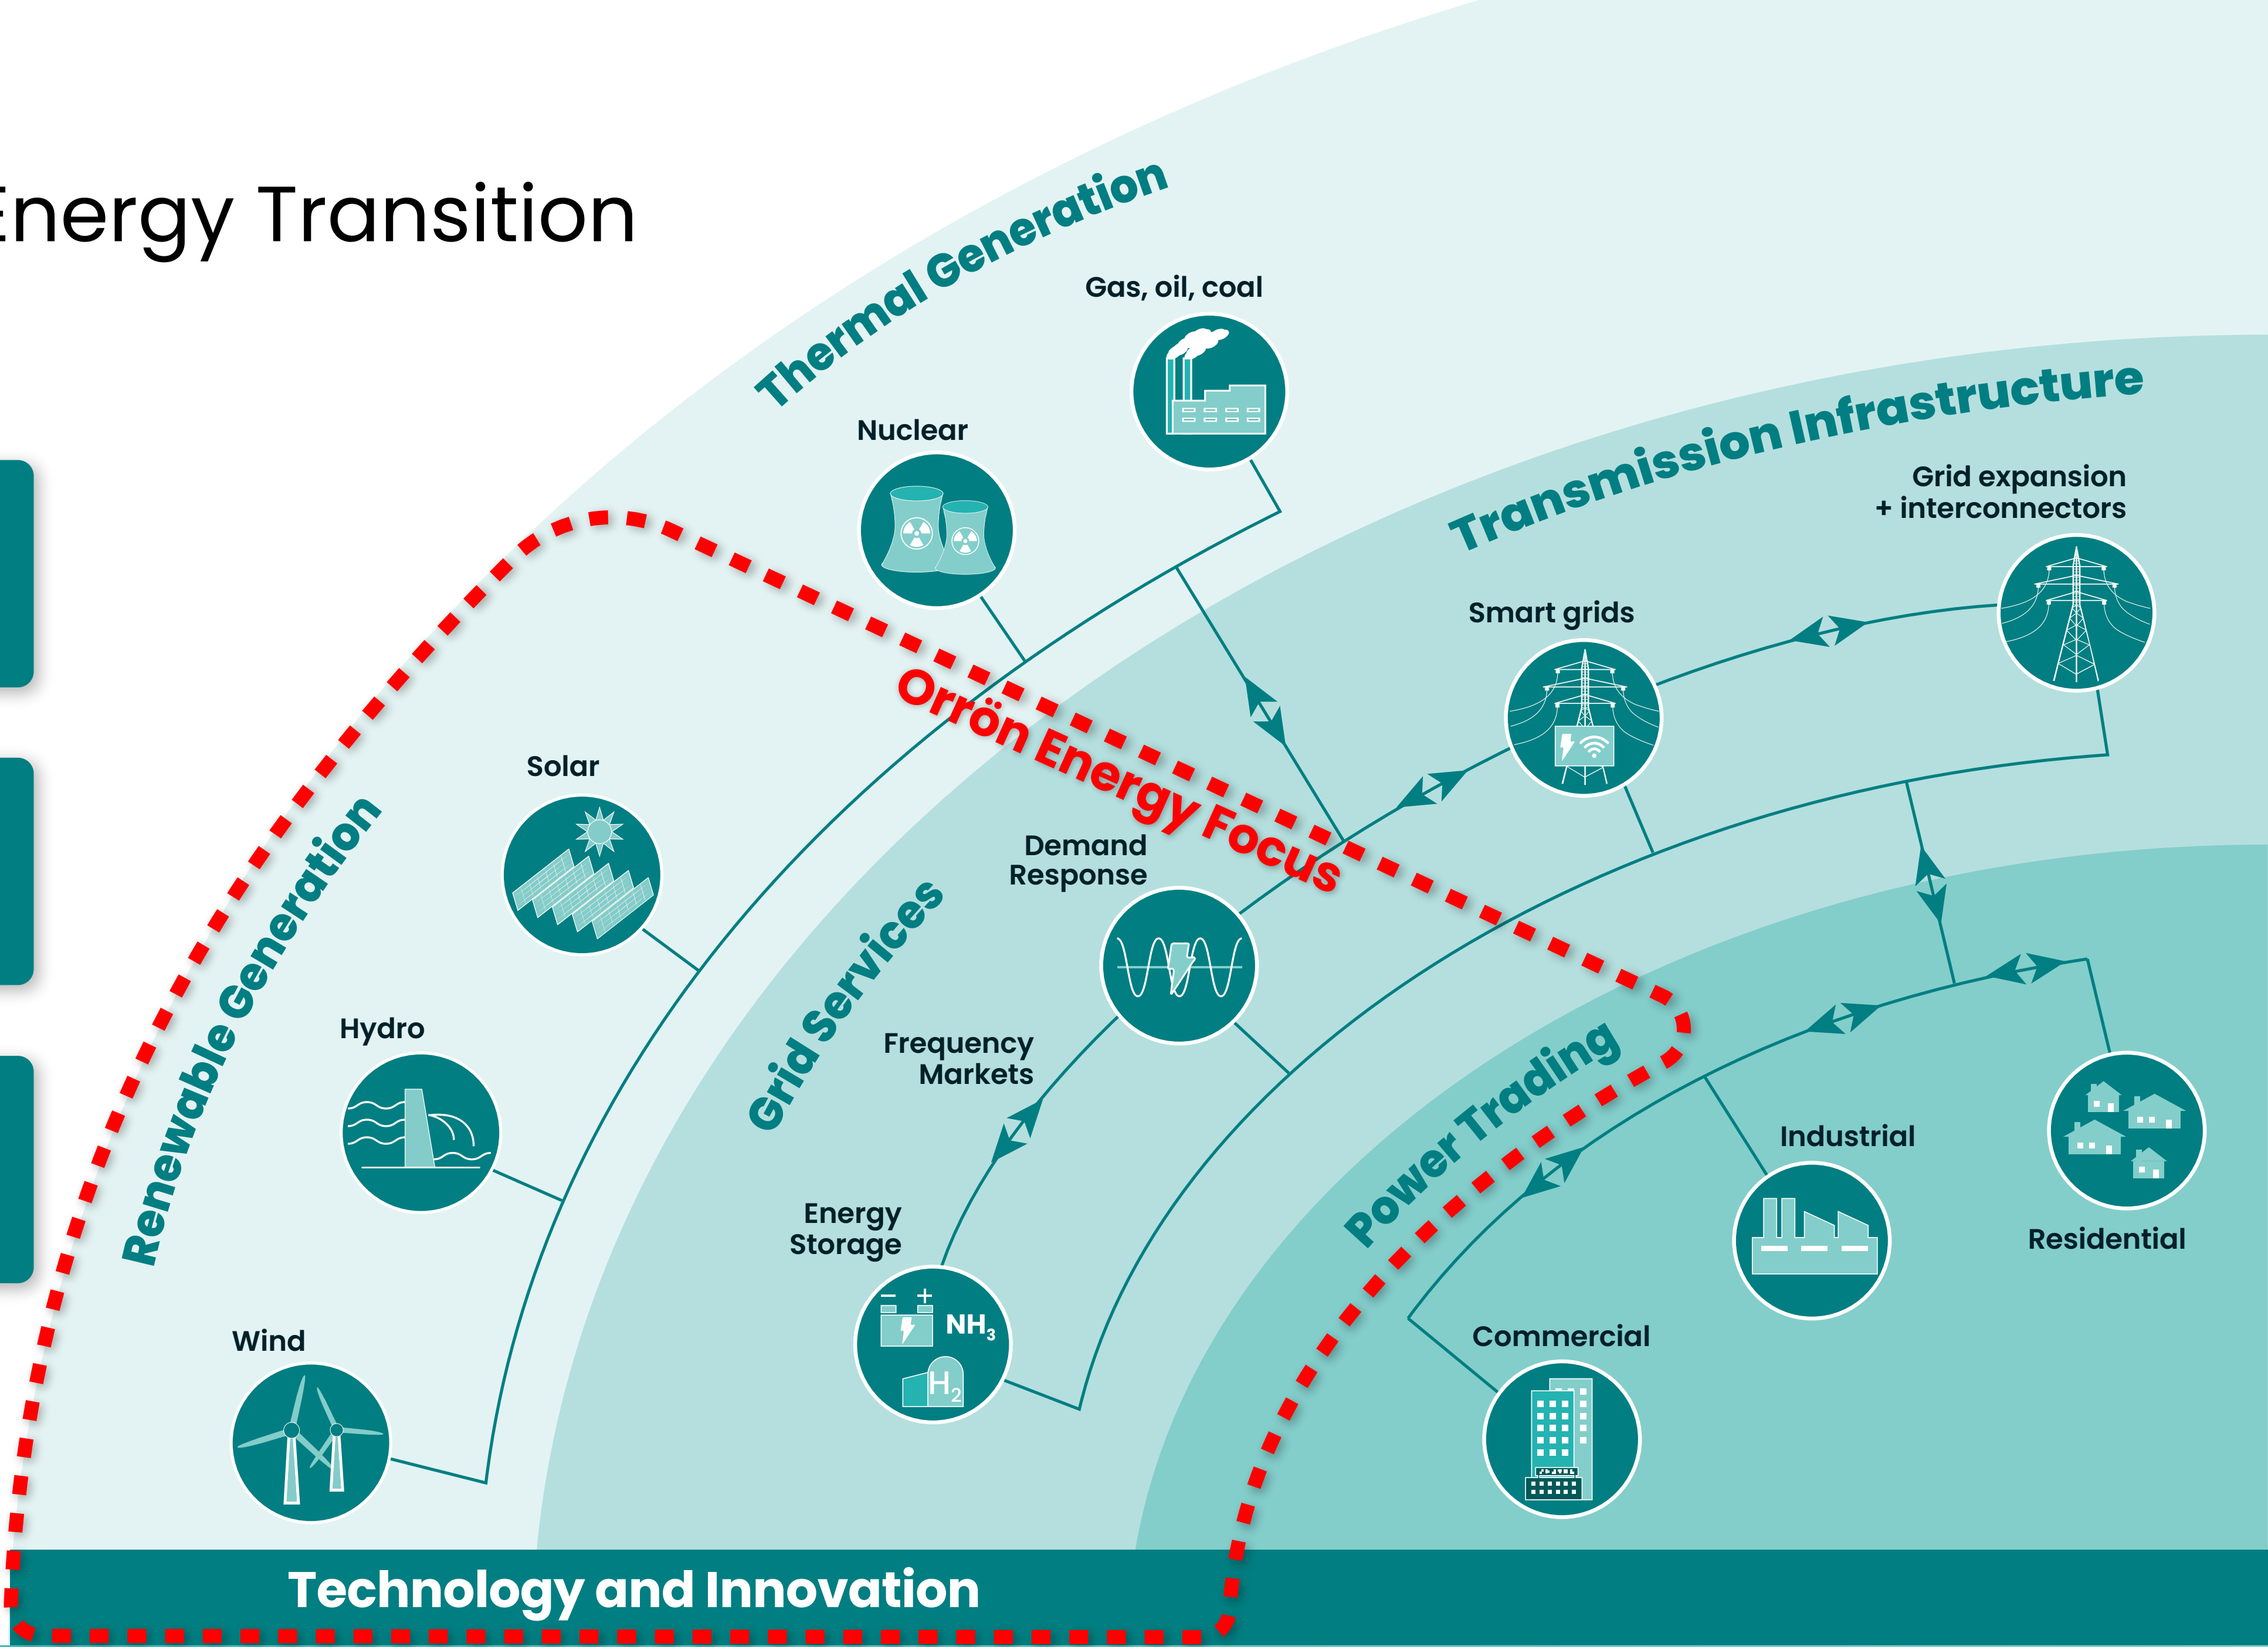 Energy Transition
Thermal Generation
Gas, oil, coal
Nuclear
Transmission Infrastructure
Grid expansion
+ interconnectors
Smart grids
Orrön Energy Focus
Renewable Generation
Solar
Hydro
Wind
Grid Services
Demand
Response
Frequency
Markets
Energy
Storage
− +
NH₃
H₂
Power Trading
Industrial
Residential
Commercial
Technology and Innovation